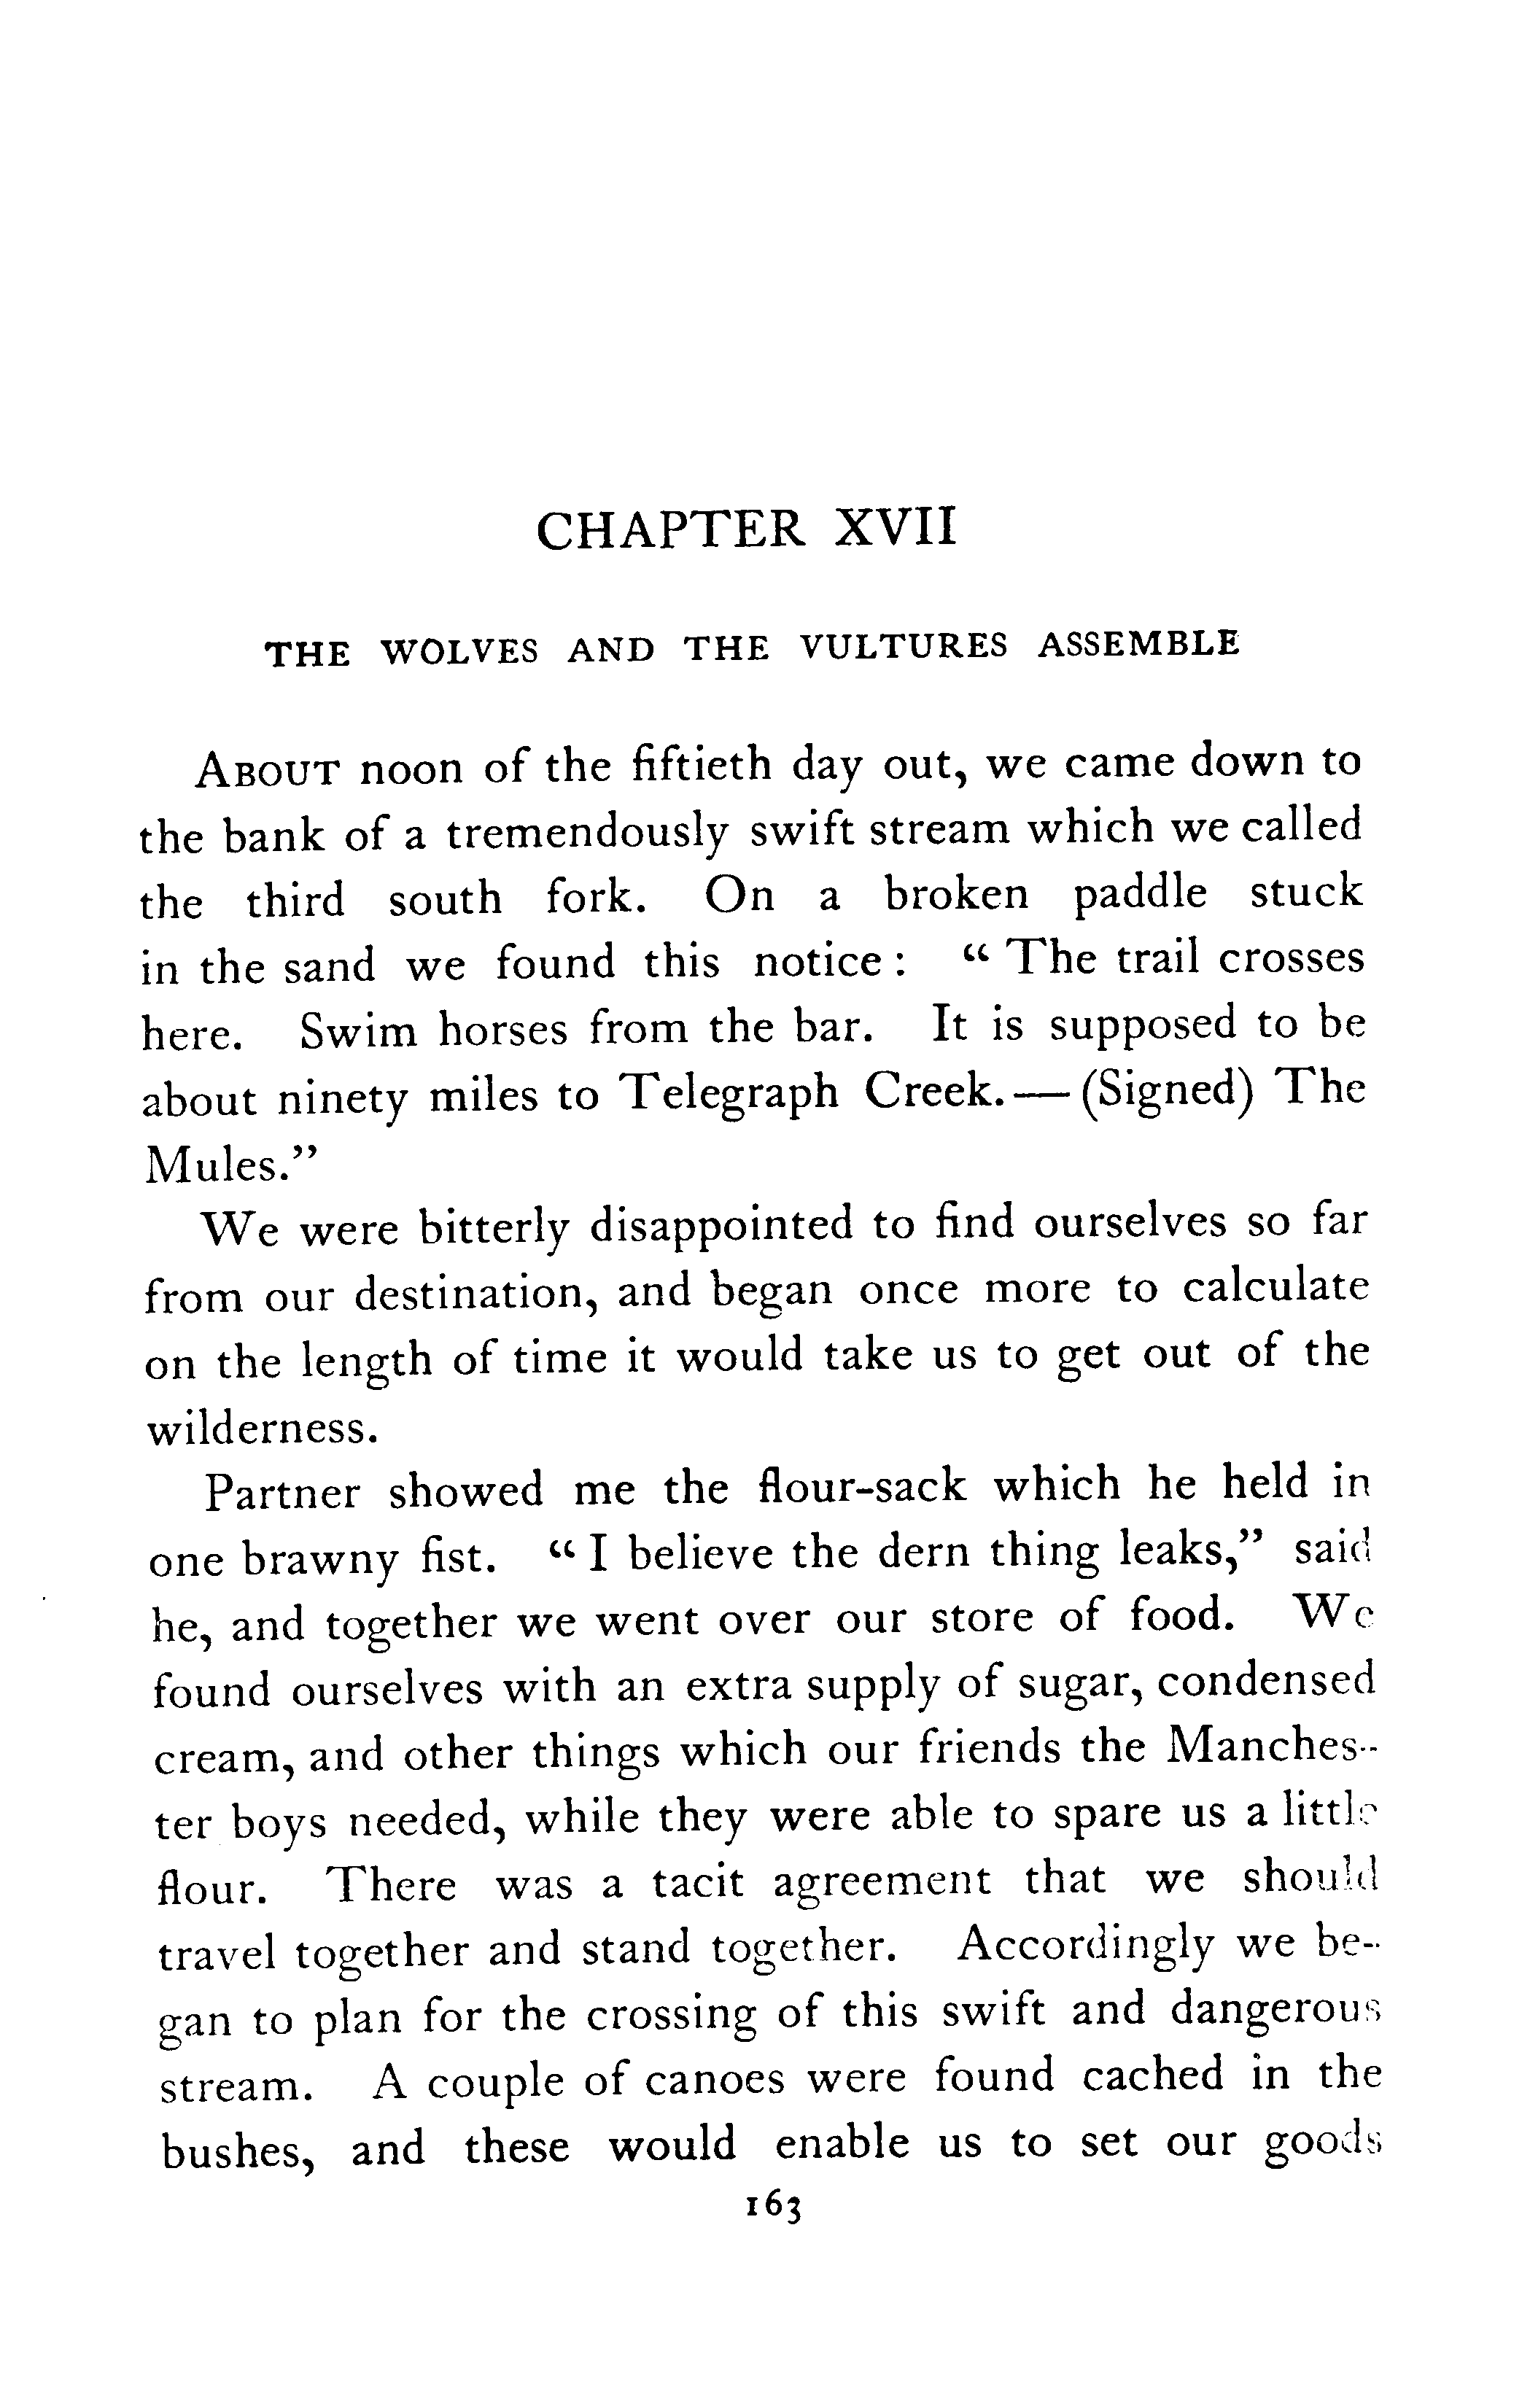 CHAPTER XVII
THE WOLVES AND THE VULTURES ASSEMBLE
ABOUT noon of the fiftieth day out, we came down to
the bank of a tremendously swift stream which we called
the third south fork. On a broken paddle stuck
in the sand we found this notice: “The trail crosses
here. Swim horses from the bar. It is supposed to be
about ninety miles to Telegraph Creek.—(Signed) The
Mules.”
We were bitterly disappointed to find ourselves so far
from our destination, and began once more to calculate
on the length of time it would take us to get out of the
wilderness.
Partner showed me the flour-sack which he held in
one brawny fist. “I believe the dern thing leaks,” said
he, and together we went over our store of food. We
found ourselves with an extra supply of sugar, condensed
cream, and other things which our friends the Manches-
ter boys needed, while they were able to spare us a little
flour. There was a tacit agreement that we should
travel together and stand together. Accordingly we be-
gan to plan for the crossing of this swift and dangerous
stream. A couple of canoes were found cached in the
bushes, and these would enable us to set our goods
163